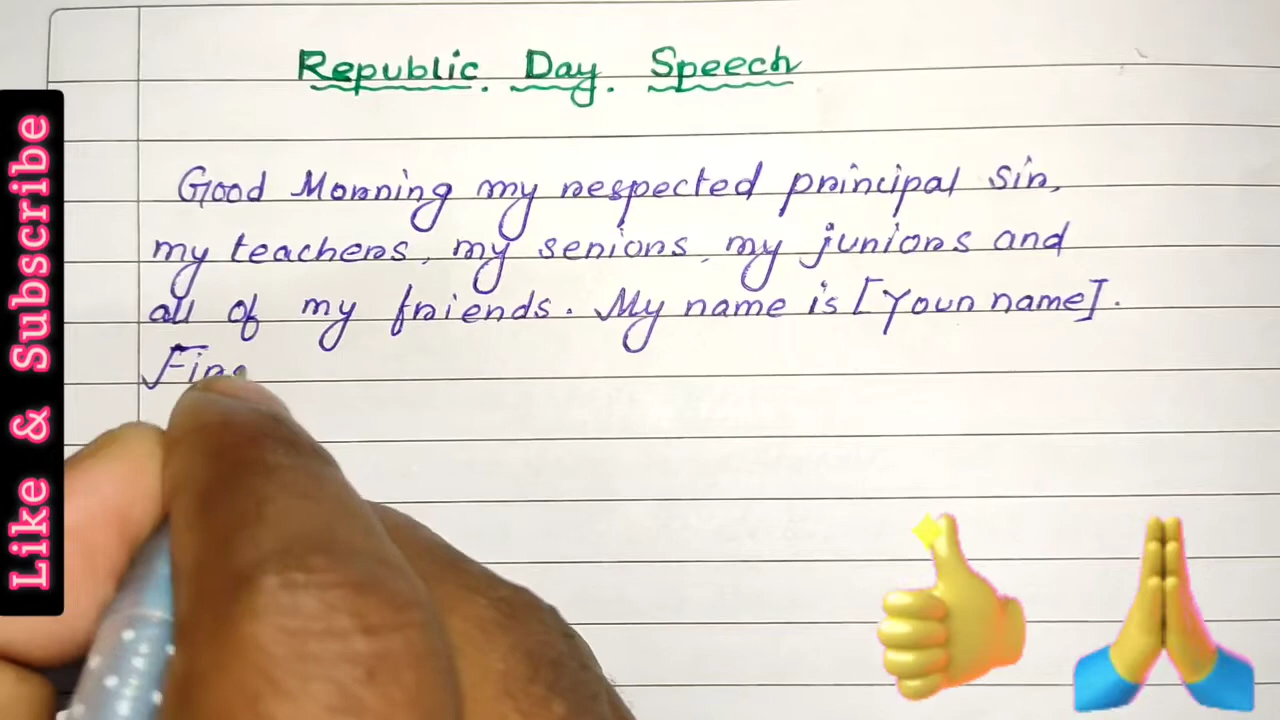 Republic Day Speech
Good Morning my respected principal sir,
my teachers, my seniors, my juniors and
all of my friends. My name is [Your name].
Like & Subscribe